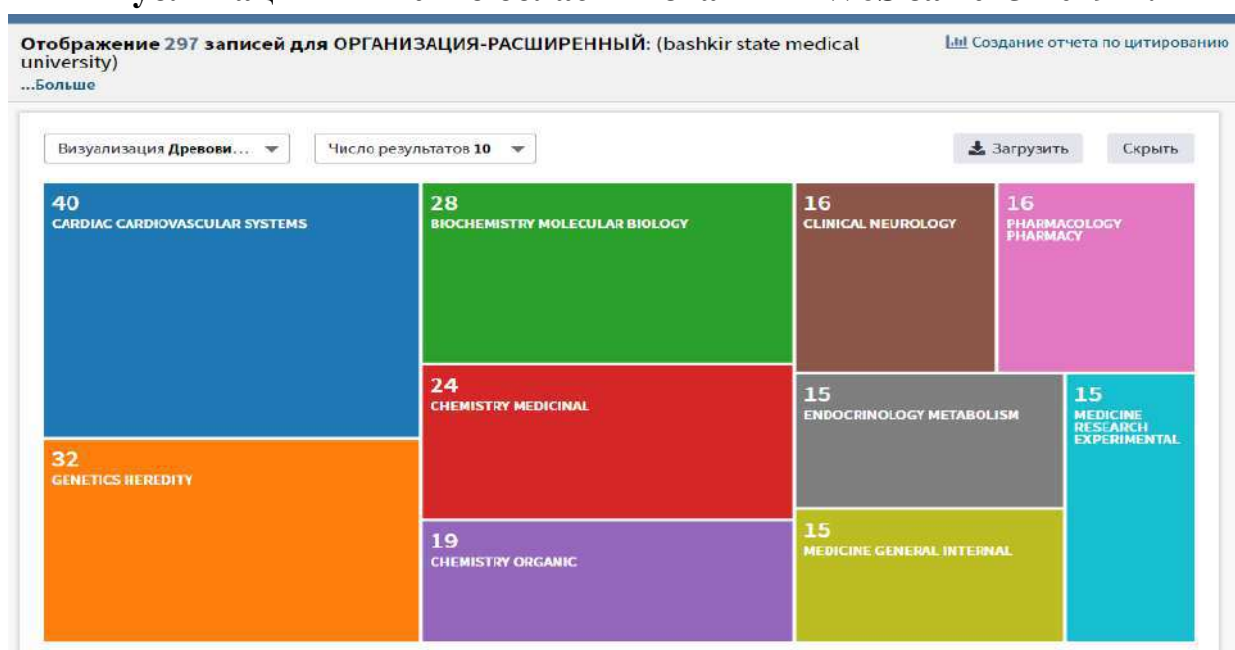 Отображение 297 записей для ОРГАНИЗАЦИЯ-РАСШИРЕННЫЙ: (bashkir state medical
university)
...Больше
Создание отчета по цитированию
Визуализация Древови...
Число результатов 10
Загрузить
Скрыть
40
CARDIAC CARDIOVASCULAR SYSTEMS
28
BIOCHEMISTRY MOLECULAR BIOLOGY
16
CLINICAL NEUROLOGY
16
PHARMACOLOGY
PHARMACY
24
CHEMISTRY MEDICINAL
15
ENDOCRINOLOGY METABOLISM
15
MEDICINE
RESEARCH
EXPERIMENTAL
32
GENETICS HEREDITY
19
CHEMISTRY ORGANIC
15
MEDICINE GENERAL INTERNAL